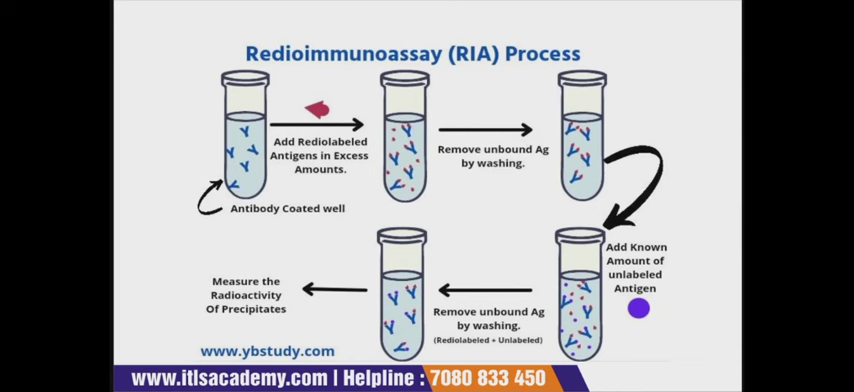 Redioimmunoassay (RIA) Process
Add Rediolabeled
Antigens in Excess
Amounts.
Remove unbound Ag
by washing.
Antibody Coated well
Add Known
Amount of
unlabeled
Antigen
Remove unbound Ag
by washing.
(Rediolabeled + Unlabeled)
Measure the
Radioactivity
Of Precipitates
www.ybstudy.com
www.itlsacademy.com | Helpline : 7080 833 450